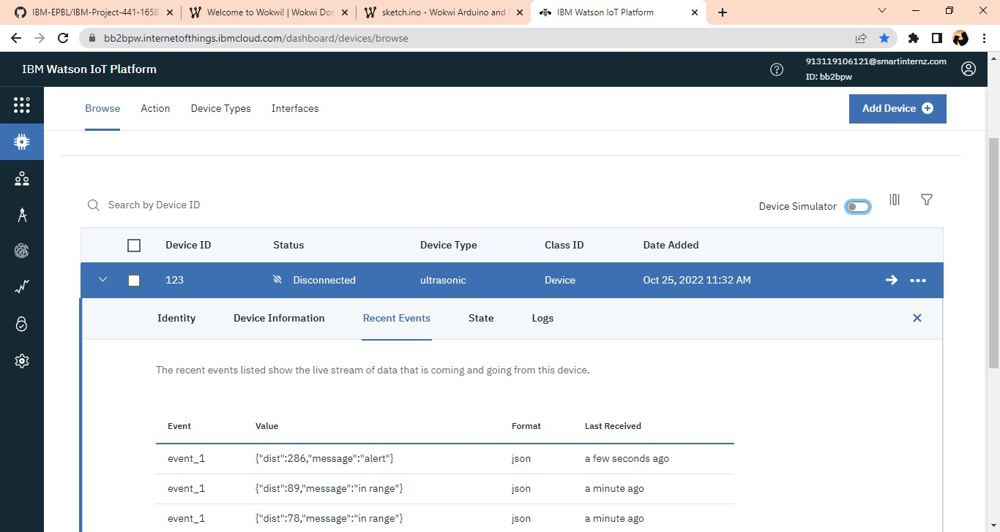 IBM-EPBL/IBM-Project-441-1658
Welcome to Wokwi! | Wokwi Doc
sketch.ino - Wokwi Arduino and
IBM Watson IoT Platform
bb2bpw.internetofthings.ibmcloud.com/dashboard/devices/browse
IBM Watson IoT Platform
913119106121@smartinternz.com
ID: bb2bpw
Browse Action Device Types Interfaces Add Device
Search by Device ID Device Simulator
Device ID Status Device Type Class ID Date Added
123 Disconnected ultrasonic Device Oct 25, 2022 11:32 AM
Identity Device Information Recent Events State Logs
The recent events listed show the live stream of data that is coming and going from this device.
Event Value Format Last Received
event_1 {"dist":286,"message":"alert"} json a few seconds ago
event_1 {"dist":89,"message":"in range"} json a minute ago
event_1 {"dist":78,"message":"in range"} json a minute ago